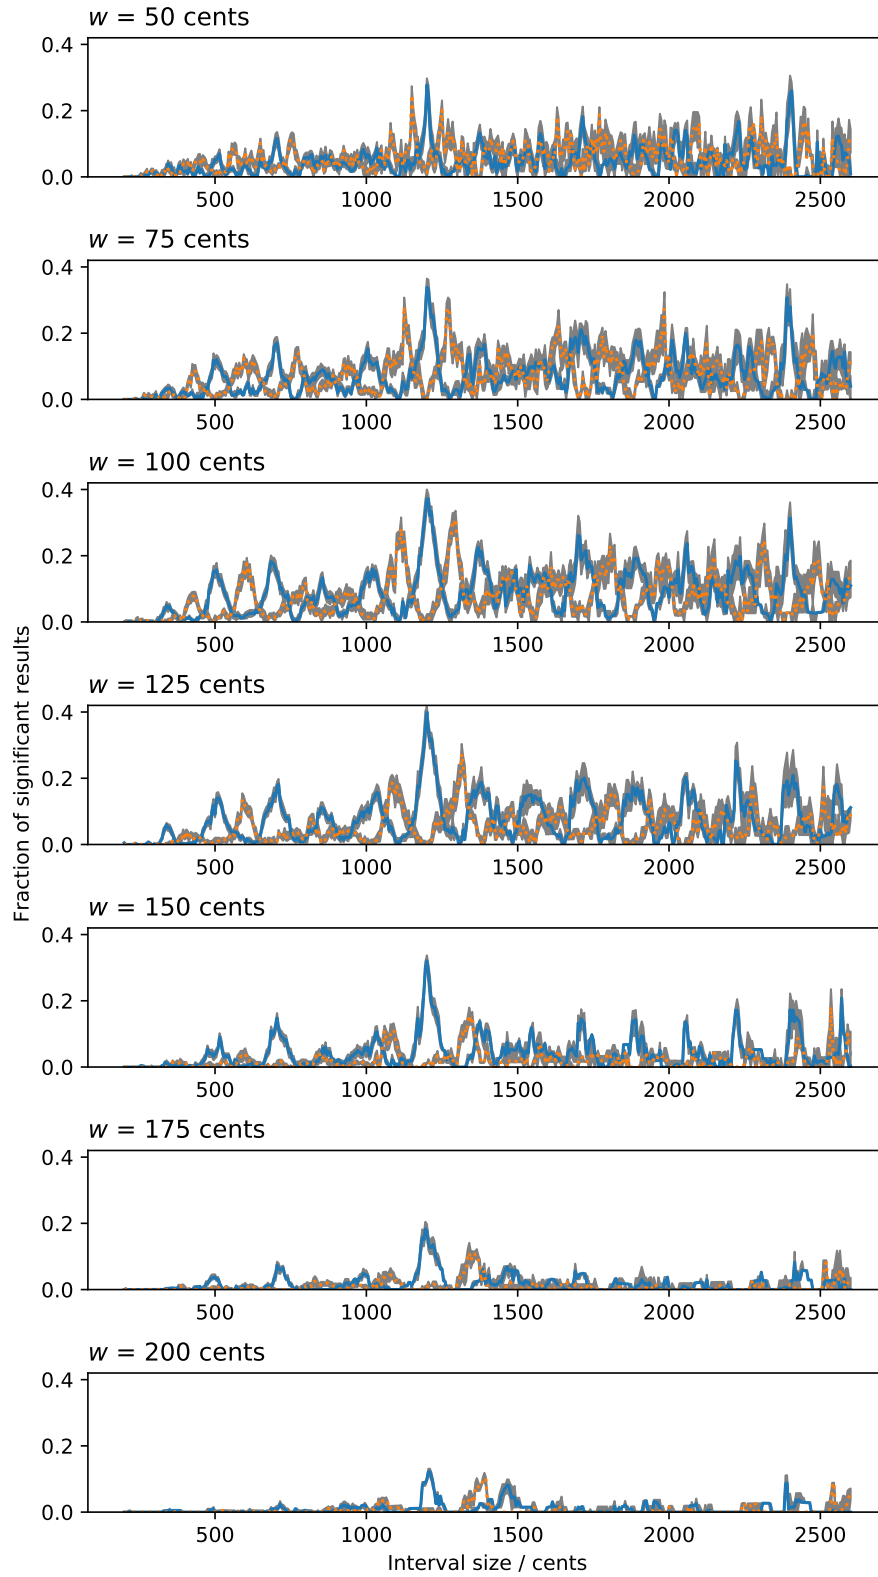 w = 50 cents
0.4
0.2
0.0
500 1000 1500 2000 2500
w = 75 cents
0.4
0.2
0.0
500 1000 1500 2000 2500
w = 100 cents
0.4
0.2
0.0
500 1000 1500 2000 2500
w = 125 cents
0.4
0.2
0.0
500 1000 1500 2000 2500
w = 150 cents
0.4
0.2
0.0
500 1000 1500 2000 2500
w = 175 cents
0.4
0.2
0.0
500 1000 1500 2000 2500
w = 200 cents
0.4
0.2
0.0
500 1000 1500 2000 2500
Interval size / cents
Fraction of significant results